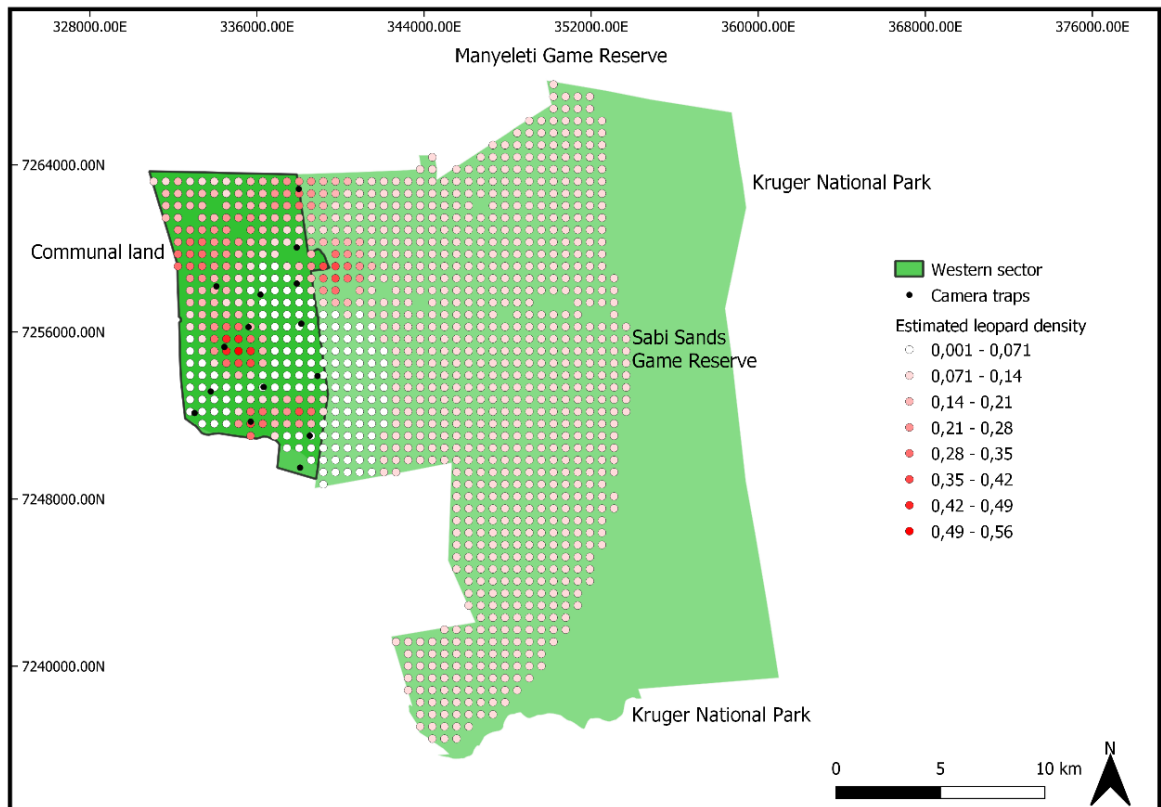 328000.00E 336000.00E 344000.00E 352000.00E 360000.00E 368000.00E 376000.00E
Manyeleti Game Reserve
7264000.00N
Kruger National Park
Communal land
Western sector
Camera traps
Estimated leopard density
7256000.00N
Sabi Sands
Game Reserve
0,001 - 0,071
0,071 - 0,14
0,14 - 0,21
0,21 - 0,28
0,28 - 0,35
0,35 - 0,42
0,42 - 0,49
0,49 - 0,56
7248000.00N
7240000.00N
Kruger National Park
0 5 10 km
N